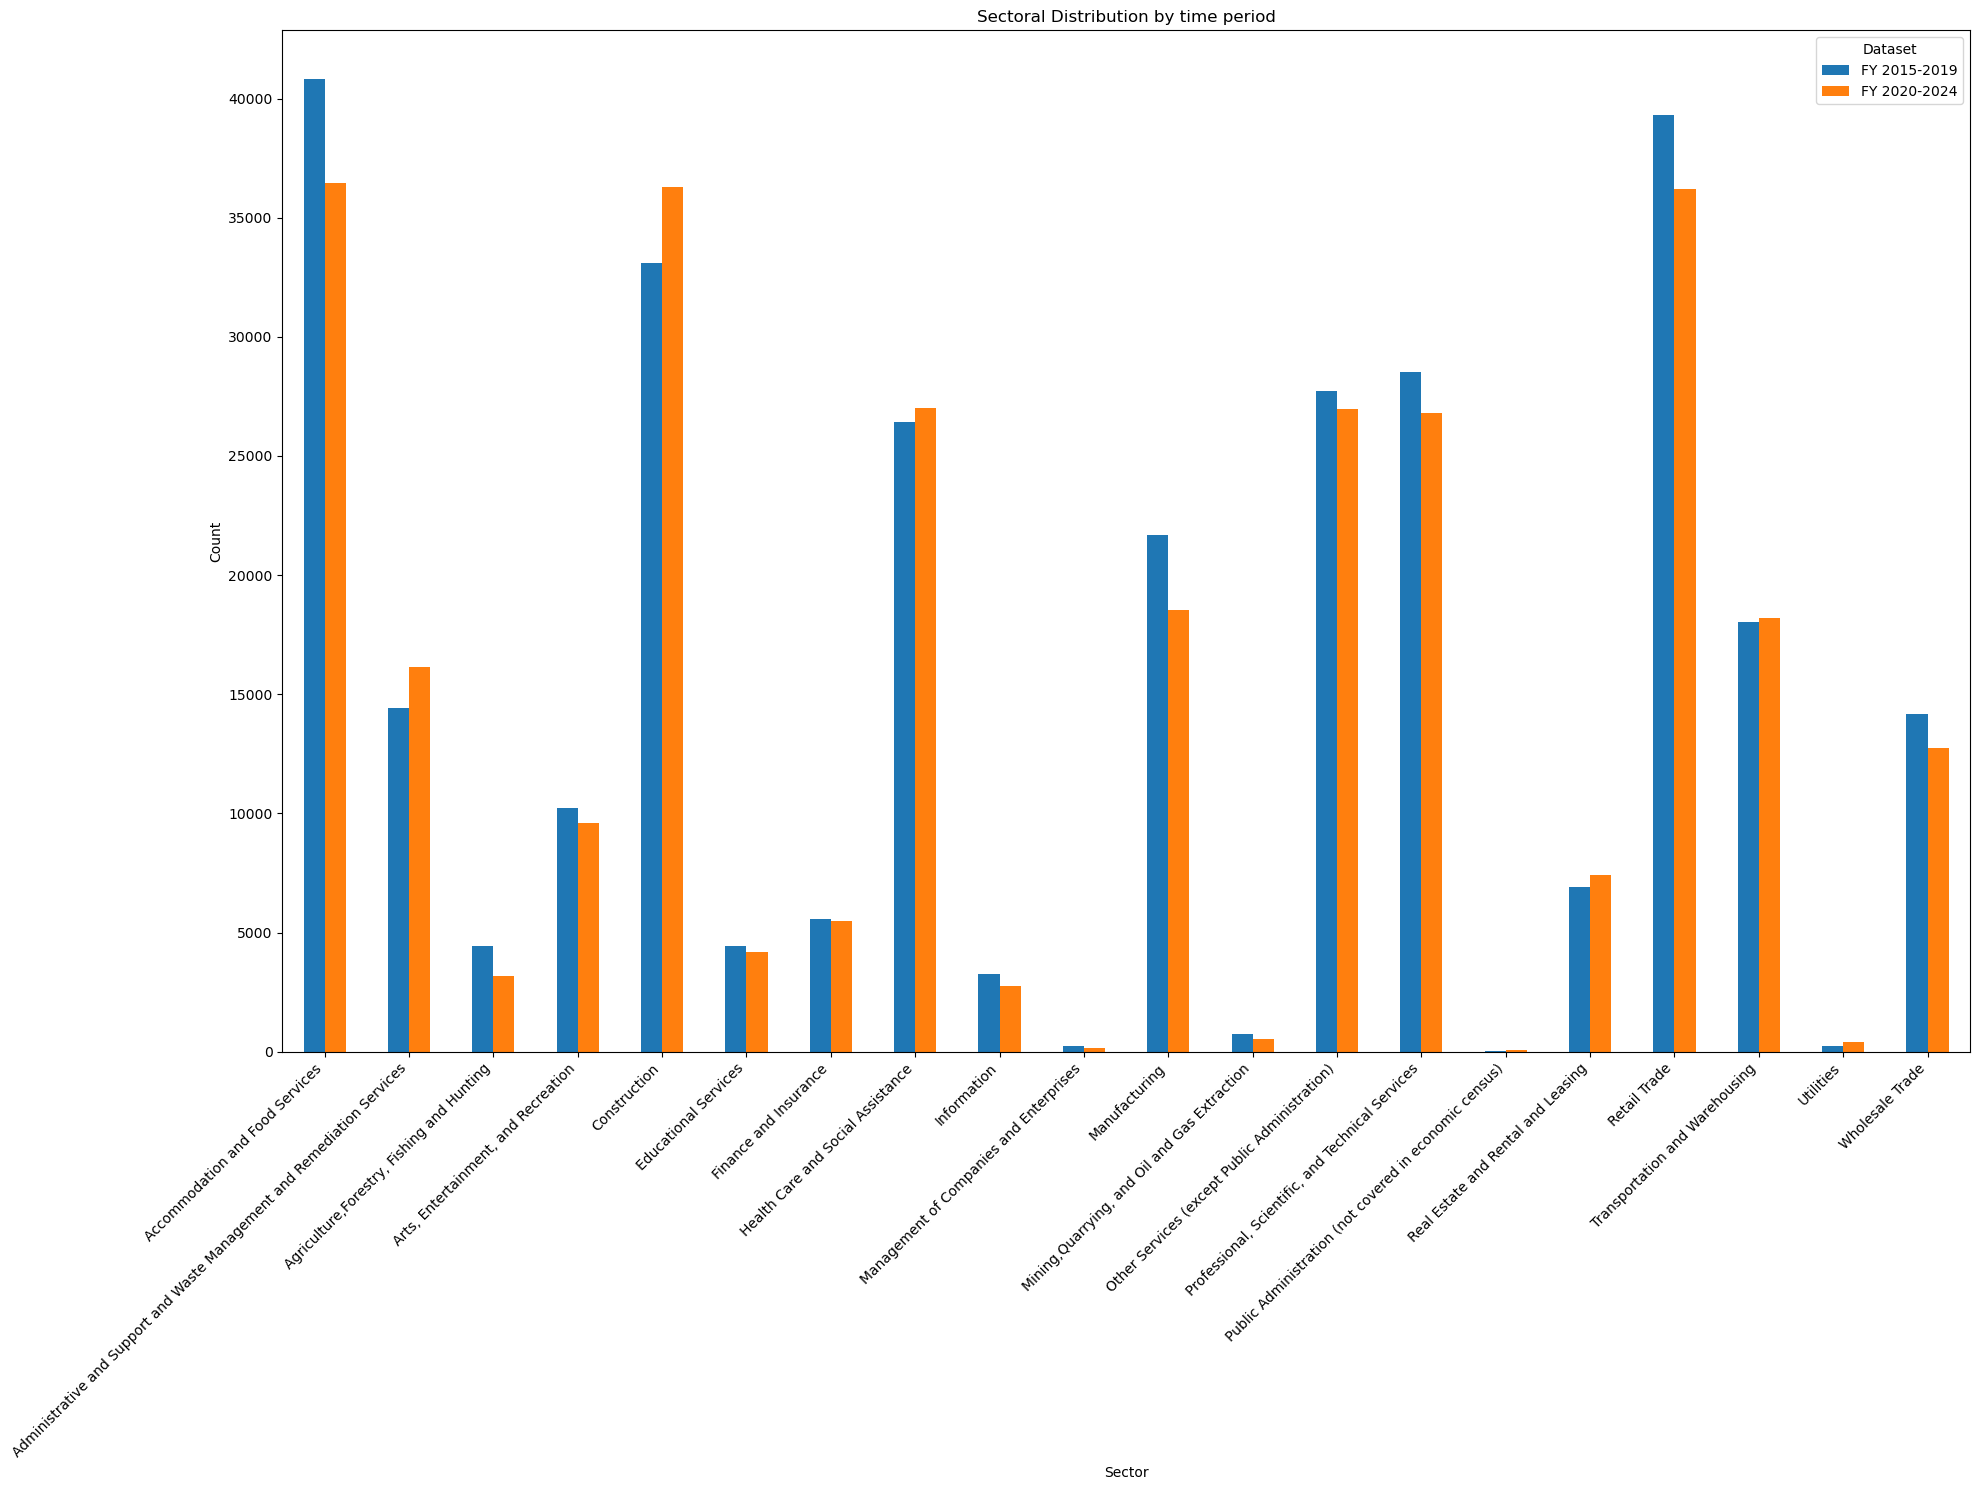 Sectoral Distribution by time period
Dataset
FY 2015-2019
FY 2020-2024
40000
35000
30000
25000
20000
15000
10000
5000
0
Count
Accommodation and Food Services
Administrative and Support and Waste Management and Remediation Services
Agriculture,Forestry, Fishing and Hunting
Arts, Entertainment, and Recreation
Construction
Educational Services
Finance and Insurance
Health Care and Social Assistance
Information
Management of Companies and Enterprises
Manufacturing
Mining,Quarrying, and Oil and Gas Extraction
Other Services (except Public Administration)
Professional, Scientific, and Technical Services
Public Administration (not covered in economic census)
Real Estate and Rental and Leasing
Retail Trade
Transportation and Warehousing
Utilities
Wholesale Trade
Sector